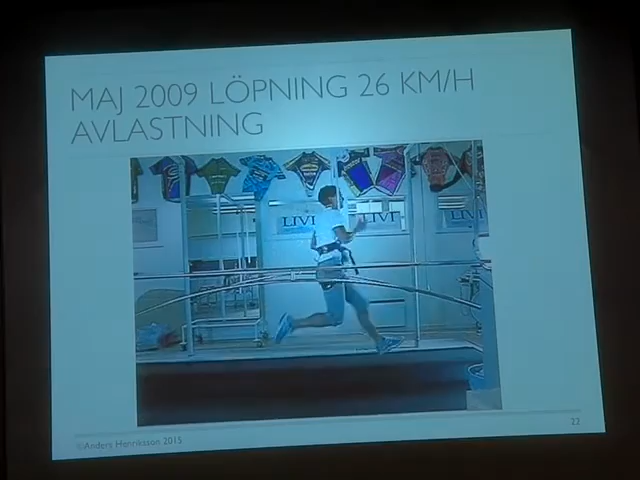 MAJ 2009 LÖPNING 26 KM/H
AVLASTNING
LIVI
LIVI
LIVI
©Anders Henriksson 2015
22